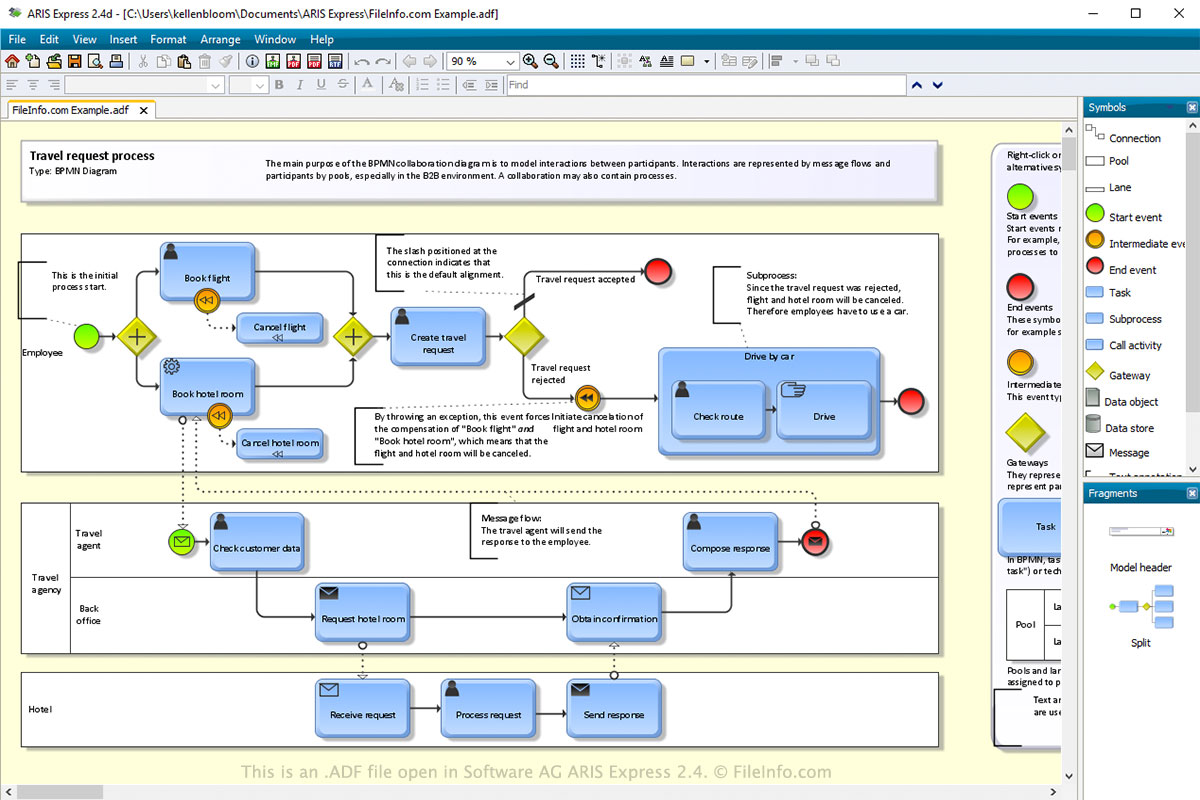 ARIS Express 2.4d - [C:\Users\kellenbloom\Documents\ARIS Express\FileInfo.com Example.adf]
File Edit View Insert Format Arrange Window Help
90 %
B I U S A
Find
FileInfo.com Example.adf
Travel request process
Type: BPMN Diagram
The main purpose of the BPMN collaboration diagram is to model interactions between participants. Interactions are represented by message flows and
participants by pools, especially in the B2B environment. A collaboration may also contain processes.
Employee
This is the initial
process start.
Book flight
Cancel flight
Book hotel room
Cancel hotel room
The slash positioned at the
connection indicates that
this is the default alignment.
Create travel
request
Travel request accepted
Travel request
rejected
By throwing an exception, this event forces
the compensation of "Book flight" and
"Book hotel room", which means that the
flight and hotel room will be canceled.
Initiate cancelation of
flight and hotel room
Subprocess:
Since the travel request was rejected,
flight and hotel room will be canceled.
Therefore employees have to use a car.
Drive by car
Check route
Drive
Travel
agency
Travel
agent
Check customer data
Message flow:
The travel agent will send the
response to the employee.
Compose response
Back
office
Request hotel room
Obtain confirmation
Hotel
Receive request
Process request
Send response
This is an .ADF file open in Software AG ARIS Express 2.4. © FileInfo.com
Right-click or
alternative sy
Start events
Start events r
For example,
processes to
End events
These symbo
for example s
Intermediate
This event typ
Gateways
They represe
represent pa
Task
In BPMN, tas
task") or tech
Pool
La
La
Pools and lar
assigned to p
Text ar
are use
Symbols
Connection
Pool
Lane
Start event
Intermediate eve
End event
Task
Subprocess
Call activity
Gateway
Data object
Data store
Message
Text annotation
Fragments
Model header
Split